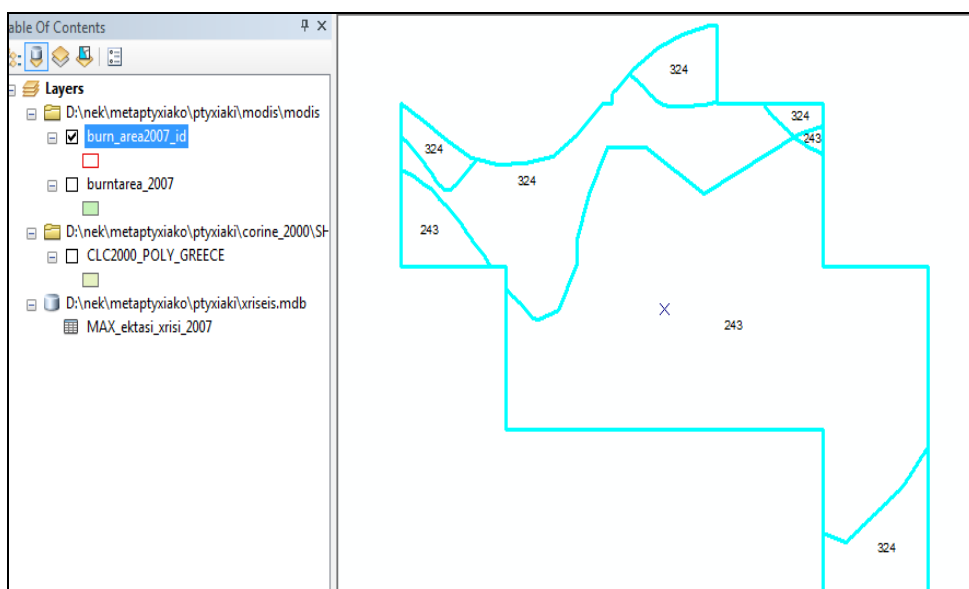 able Of Contents
Layers
D:\nek\metaptyxiako\ptyxiaki\modis\modis
burn_area2007_id
burntarea_2007
D:\nek\metaptyxiako\ptyxiaki\corine_2000\SH
CLC2000_POLY_GREECE
D:\nek\metaptyxiako\ptyxiaki\xriseis.mdb
MAX_ektasi_xrisi_2007
324
324
243
324
324
243
243
324